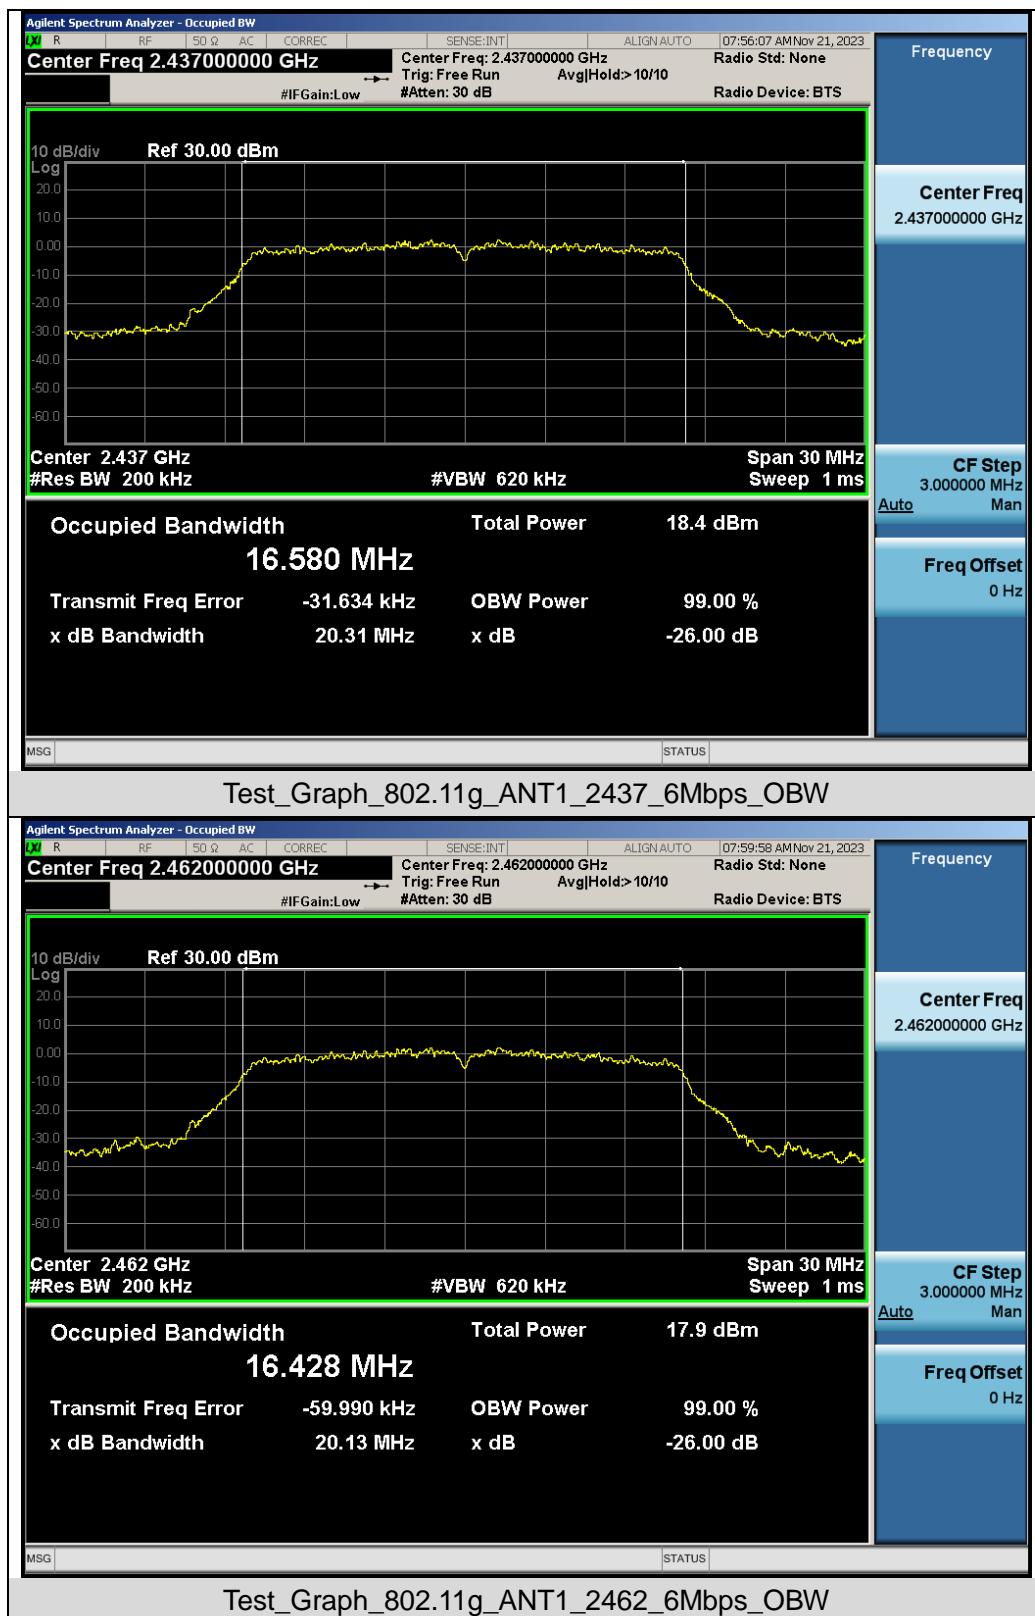 Agilent Spectrum Analyzer - Occupied BW
LXI R RF 50 Ω AC CORREC SENSE:INT ALIGN AUTO 07:56:07 AM Nov 21, 2023
Center Freq 2.437000000 GHz
Center Freq: 2.437000000 GHz
Radio Std: None
Trig: Free Run Avg|Hold:>10/10
#IFGain:Low
#Atten: 30 dB
Radio Device: BTS
10 dB/div Ref 30.00 dBm
Log
20.0
10.0
0.00
-10.0
-20.0
-30.0
-40.0
-50.0
-60.0
Center 2.437 GHz Span 30 MHz
#Res BW 200 kHz #VBW 620 kHz Sweep 1 ms
Occupied Bandwidth Total Power 18.4 dBm
16.580 MHz
Transmit Freq Error -31.634 kHz OBW Power 99.00 %
x dB Bandwidth 20.31 MHz x dB -26.00 dB
MSG STATUS
Frequency
Center Freq
2.437000000 GHz
CF Step
3.000000 MHz
Auto Man
Freq Offset
0 Hz
Test_Graph_802.11g_ANT1_2437_6Mbps_OBW
Agilent Spectrum Analyzer - Occupied BW
LXI R RF 50 Ω AC CORREC SENSE:INT ALIGN AUTO 07:59:58 AM Nov 21, 2023
Center Freq 2.462000000 GHz
Center Freq: 2.462000000 GHz
Radio Std: None
Trig: Free Run Avg|Hold:>10/10
#IFGain:Low
#Atten: 30 dB
Radio Device: BTS
10 dB/div Ref 30.00 dBm
Log
20.0
10.0
0.00
-10.0
-20.0
-30.0
-40.0
-50.0
-60.0
Center 2.462 GHz Span 30 MHz
#Res BW 200 kHz #VBW 620 kHz Sweep 1 ms
Occupied Bandwidth Total Power 17.9 dBm
16.428 MHz
Transmit Freq Error -59.990 kHz OBW Power 99.00 %
x dB Bandwidth 20.13 MHz x dB -26.00 dB
MSG STATUS
Frequency
Center Freq
2.462000000 GHz
CF Step
3.000000 MHz
Auto Man
Freq Offset
0 Hz
Test_Graph_802.11g_ANT1_2462_6Mbps_OBW